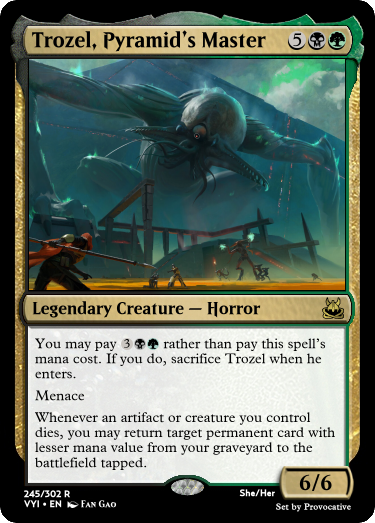 Trozel, Pyramid's Master 5
Legendary Creature — Horror
You may pay 3 rather than pay this spell's
mana cost. If you do, sacrifice Trozel when he
enters.
Menace
Whenever an artifact or creature you control
dies, you may return target permanent card with
lesser mana value from your graveyard to the
battlefield tapped.
6/6
245/302 R
She/Her
VYI • EN Fan Gao
Set by Provocative